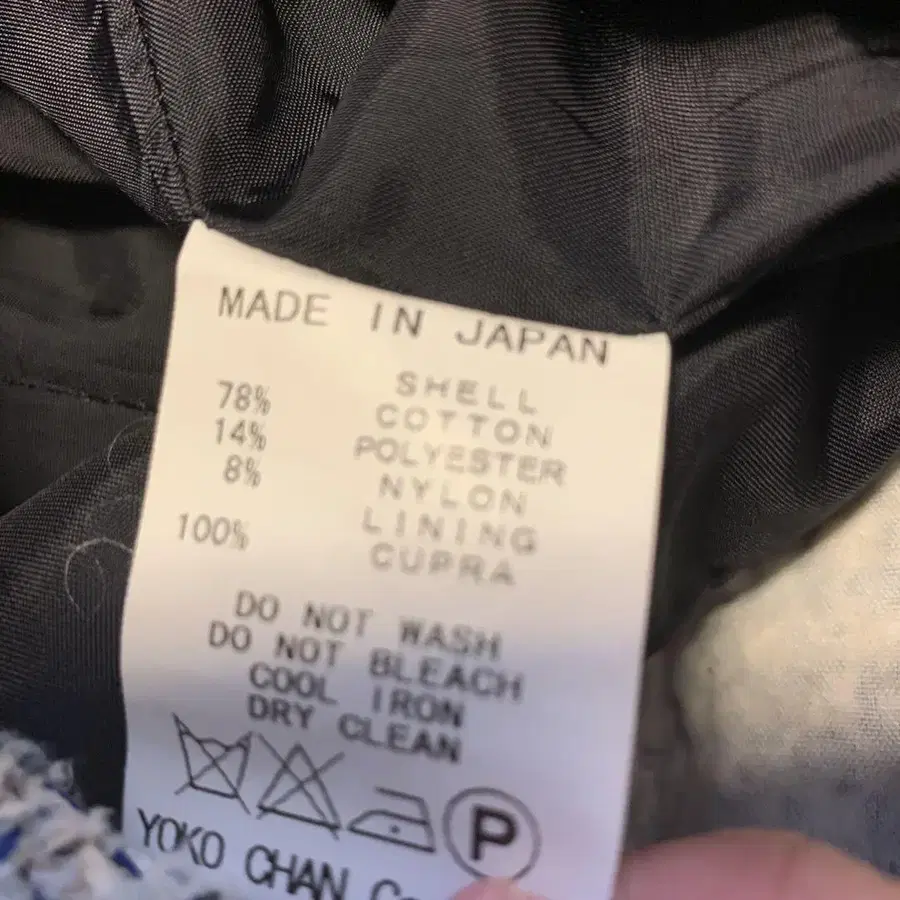 MADE IN JAPAN
SHELL
78% COTTON
14% POLYESTER
8% NYLON
LINING
100% CUPRA
DO NOT WASH
DO NOT BLEACH
COOL IRON
DRY CLEAN
P
YOKO CHAN